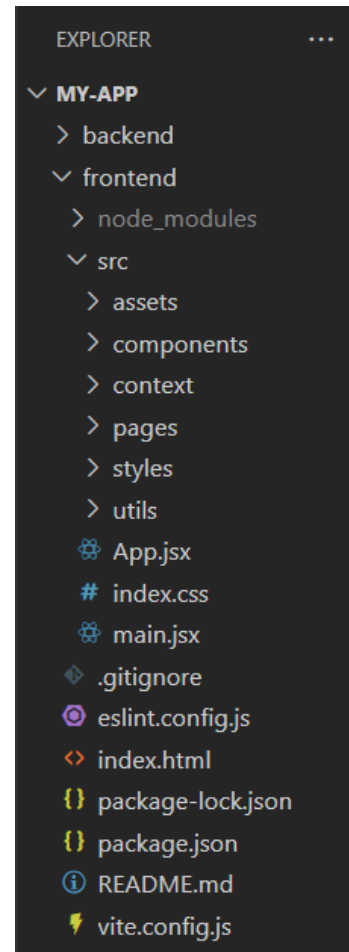 EXPLORER ...
MY-APP
backend
frontend
node_modules
src
assets
components
context
pages
styles
utils
App.jsx
# index.css
main.jsx
.gitignore
eslint.config.js
<> index.html
{} package-lock.json
{} package.json
README.md
vite.config.js